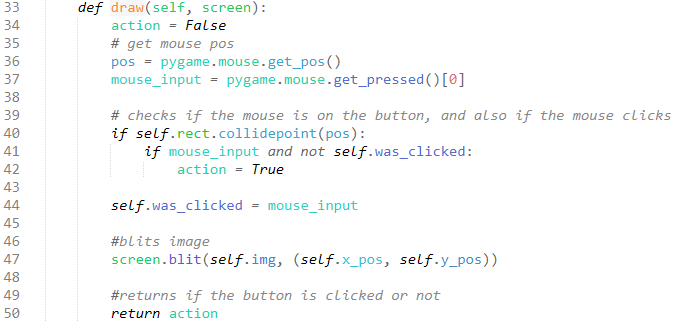 33 def draw(self, screen):
34 action = False
35 # get mouse pos
36 pos = pygame.mouse.get_pos()
37 mouse_input = pygame.mouse.get_pressed()[0]
38
39 # checks if the mouse is on the button, and also if the mouse clicks
40 if self.rect.collidepoint(pos):
41 if mouse_input and not self.was_clicked:
42 action = True
43
44 self.was_clicked = mouse_input
45
46 #blits image
47 screen.blit(self.img, (self.x_pos, self.y_pos))
48
49 #returns if the button is clicked or not
50 return action